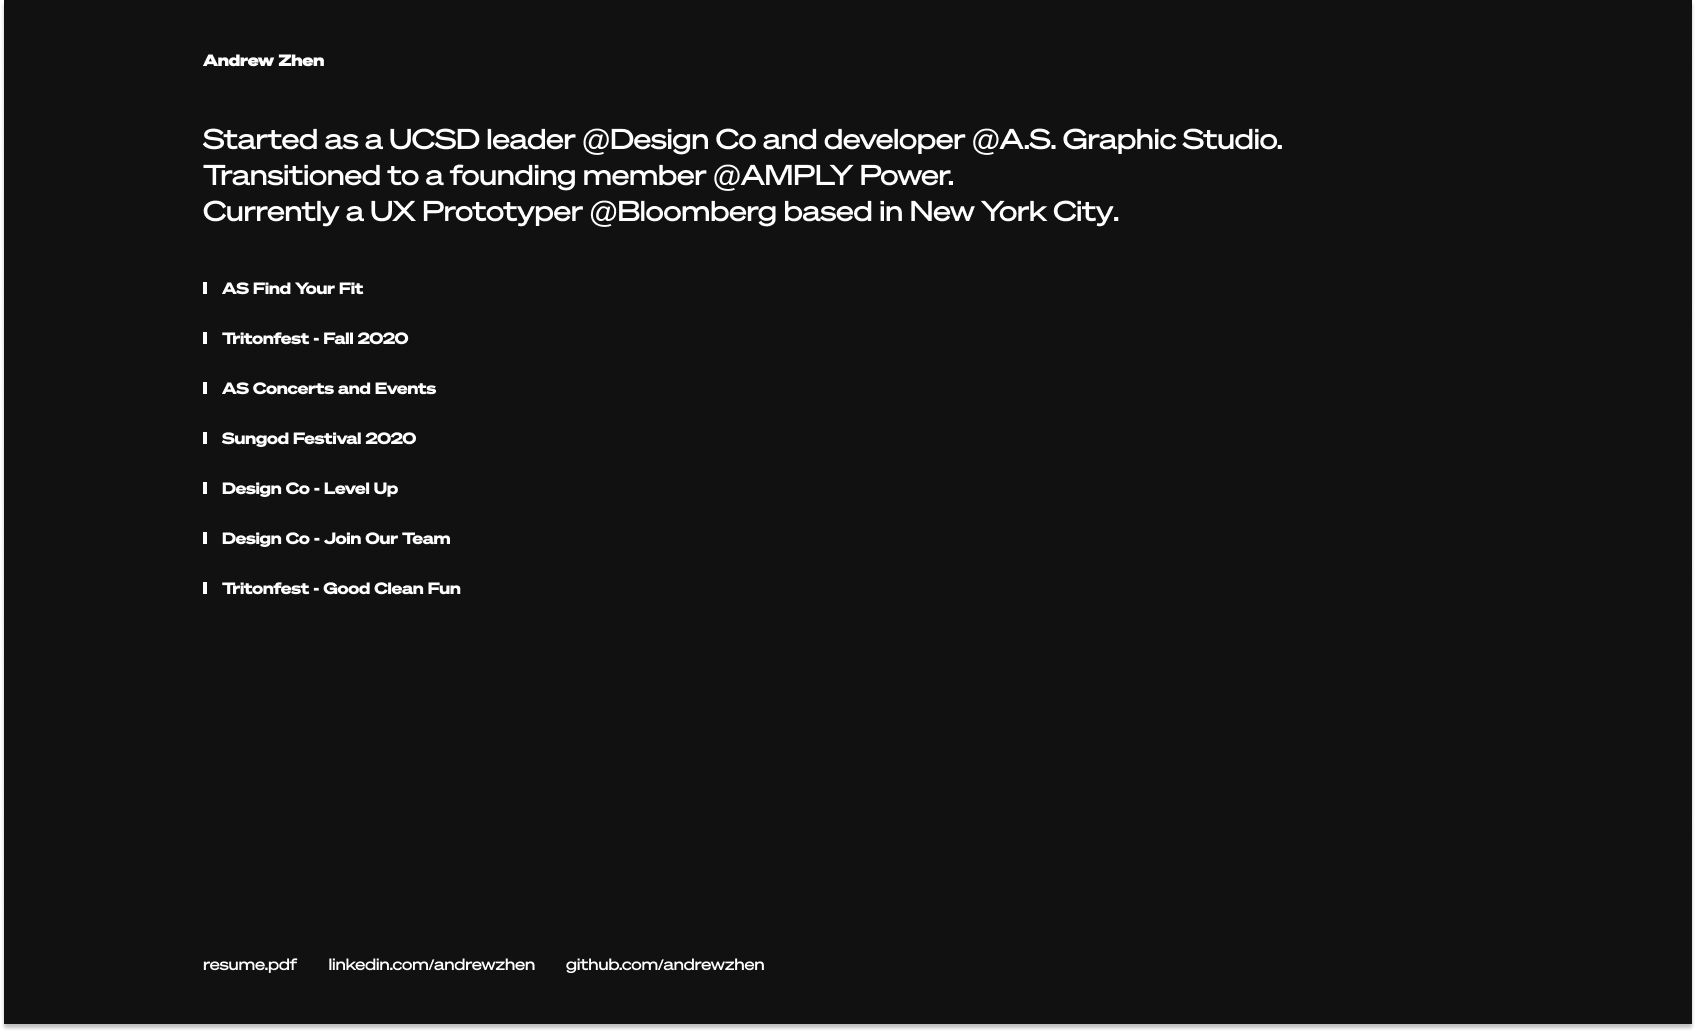 Andrew Zhen
Started as a UCSD leader @Design Co and developer @A.S. Graphic Studio.
Transitioned to a founding member @AMPLY Power.
Currently a UX Prototyper @Bloomberg based in New York City.
AS Find Your Fit
Tritonfest - Fall 2020
AS Concerts and Events
Sungod Festival 2020
Design Co - Level Up
Design Co - Join Our Team
Tritonfest - Good Clean Fun
resume.pdf linkedin.com/andrewzhen github.com/andrewzhen